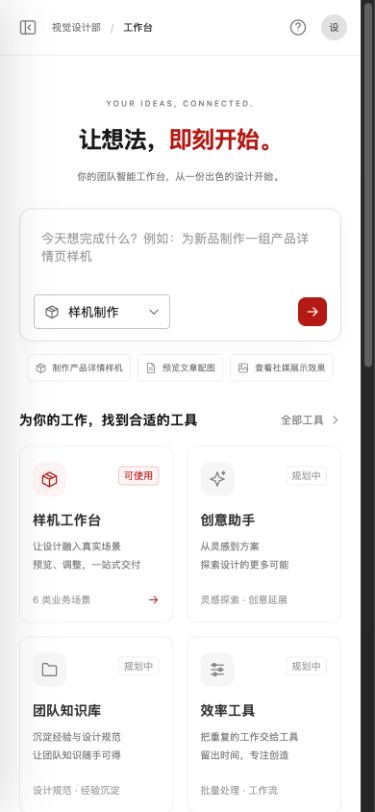 视觉设计部 / 工作台
设
YOUR IDEAS, CONNECTED.
让想法，即刻开始。
你的团队智能工作台，从一份出色的设计开始。
今天想完成什么？例如：为新品制作一组产品详
情页样机
样机制作
制作产品详情样机
预览文章配图
查看社媒展示效果
为你的工作，找到合适的工具
全部工具
可使用
样机工作台
让设计融入真实场景
预览、调整，一站式交付
6 类业务场景
规划中
创意助手
从灵感到方案
探索设计的更多可能
灵感探索 · 创意延展
规划中
团队知识库
沉淀经验与设计规范
让团队知识随手可得
设计规范 · 经验沉淀
规划中
效率工具
把重复的工作交给工具
留出时间，专注创造
批量处理 · 工作流